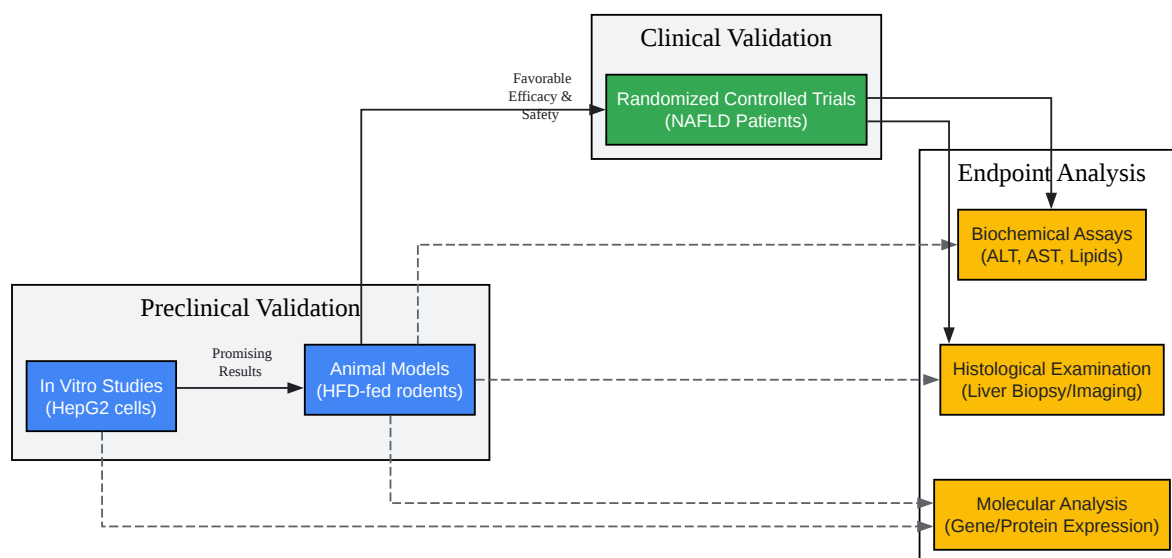 Clinical Validation
Favorable
Efficacy &
Safety
Randomized Controlled Trials
(NAFLD Patients)
Endpoint Analysis
Biochemical Assays
(ALT, AST, Lipids)
Preclinical Validation
Promising
Results
In Vitro Studies
(HepG2 cells)
Animal Models
(HFD-fed rodents)
Histological Examination
(Liver Biopsy/Imaging)
Molecular Analysis
(Gene/Protein Expression)